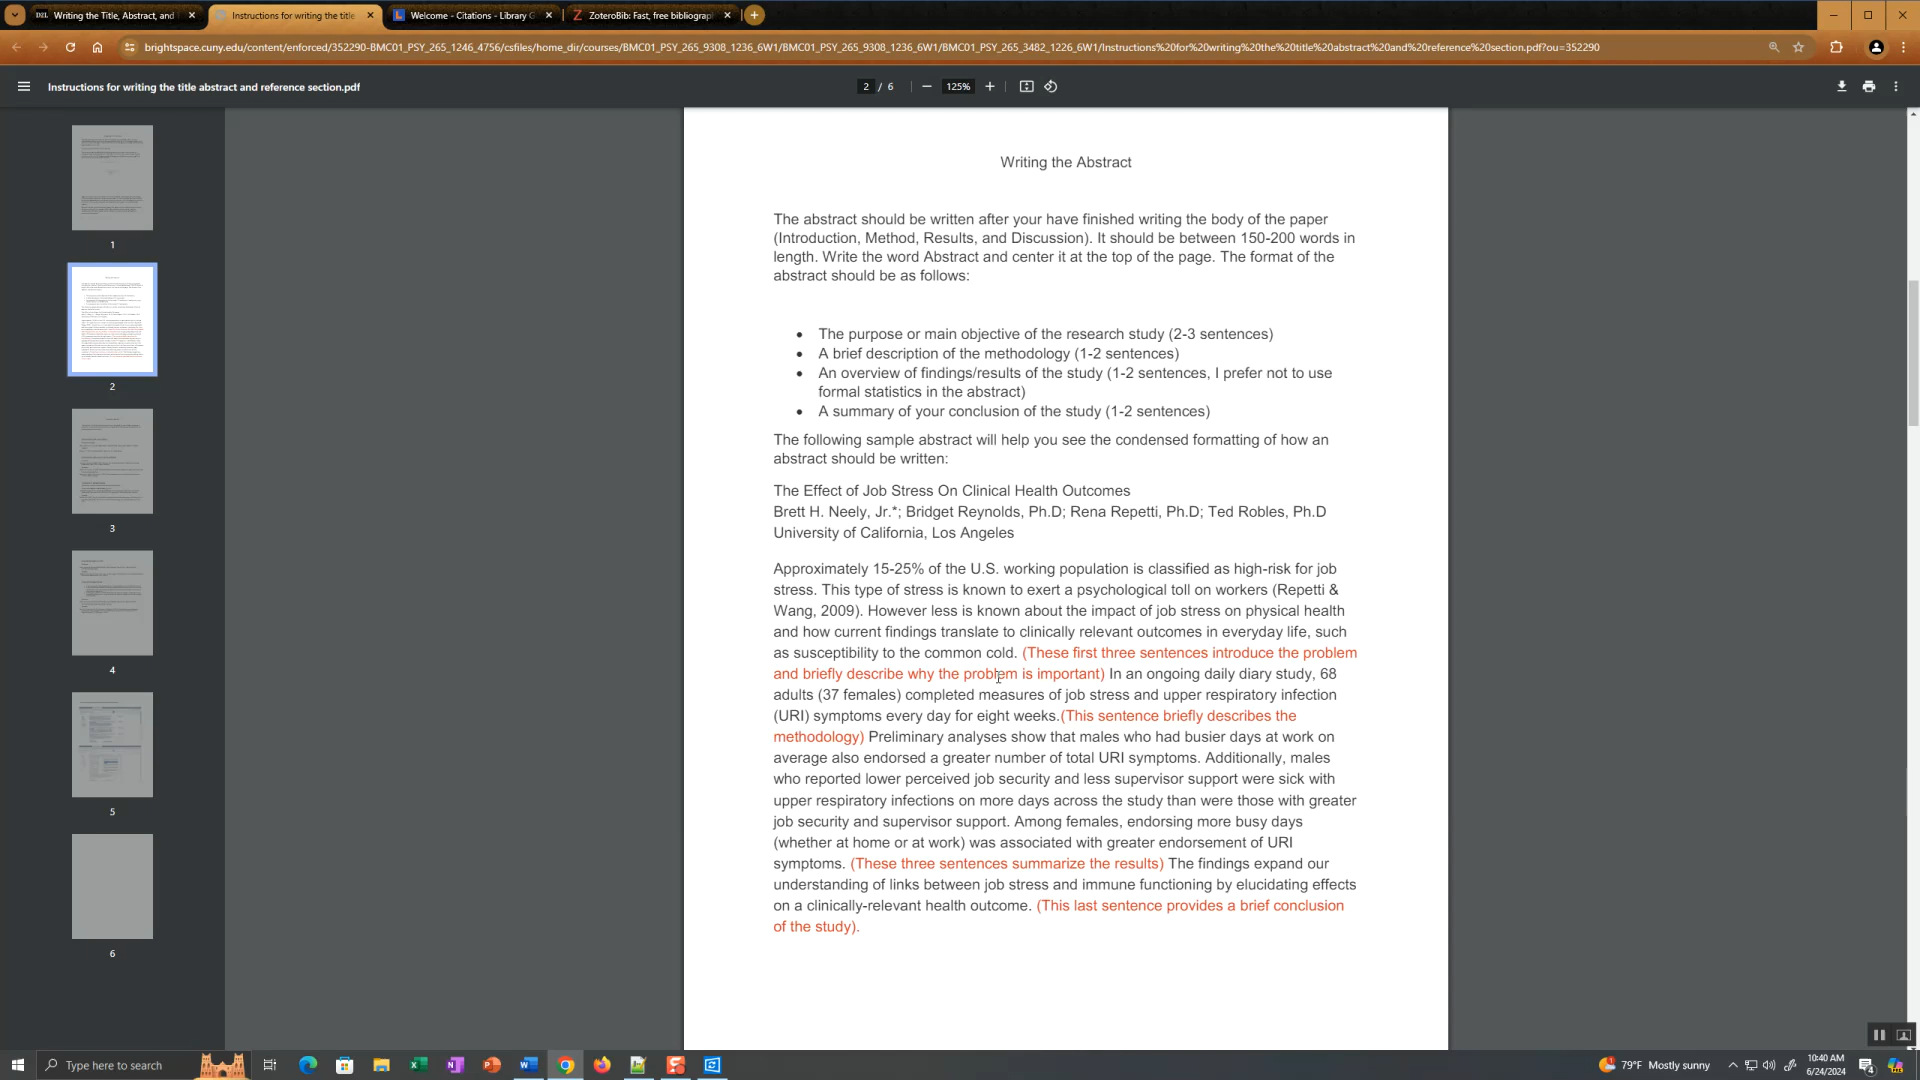 Writing the Title, Abstract, and
Instructions for writing the title
Welcome - Citations - Library G
ZoteroBib: Fast, free bibliograph
brightspace.cuny.edu/content/enforced/352290-BMC01_PSY_265_1246_4756/csfiles/home_dir/courses/BMC01_PSY_265_9308_1236_6W1/BMC01_PSY_265_9308_1236_6W1/BMC01_PSY_265_3482_1226_6W1/Instructions%20for%20writing%20the%20title%20abstract%20and%20reference%20section.pdf?ou=352290
Instructions for writing the title abstract and reference section.pdf
2 / 6
125%
1
2
3
4
5
6
Writing the Abstract
The abstract should be written after your have finished writing the body of the paper
(Introduction, Method, Results, and Discussion). It should be between 150-200 words in
length. Write the word Abstract and center it at the top of the page. The format of the
abstract should be as follows:
• The purpose or main objective of the research study (2-3 sentences)
• A brief description of the methodology (1-2 sentences)
• An overview of findings/results of the study (1-2 sentences, I prefer not to use
formal statistics in the abstract)
• A summary of your conclusion of the study (1-2 sentences)
The following sample abstract will help you see the condensed formatting of how an
abstract should be written:
The Effect of Job Stress On Clinical Health Outcomes
Brett H. Neely, Jr.*; Bridget Reynolds, Ph.D; Rena Repetti, Ph.D; Ted Robles, Ph.D
University of California, Los Angeles
Approximately 15-25% of the U.S. working population is classified as high-risk for job
stress. This type of stress is known to exert a psychological toll on workers (Repetti &
Wang, 2009). However less is known about the impact of job stress on physical health
and how current findings translate to clinically relevant outcomes in everyday life, such
as susceptibility to the common cold. (These first three sentences introduce the problem
and briefly describe why the problem is important) In an ongoing daily diary study, 68
adults (37 females) completed measures of job stress and upper respiratory infection
(URI) symptoms every day for eight weeks.(This sentence briefly describes the
methodology) Preliminary analyses show that males who had busier days at work on
average also endorsed a greater number of total URI symptoms. Additionally, males
who reported lower perceived job security and less supervisor support were sick with
upper respiratory infections on more days across the study than were those with greater
job security and supervisor support. Among females, endorsing more busy days
(whether at home or at work) was associated with greater endorsement of URI
symptoms. (These three sentences summarize the results) The findings expand our
understanding of links between job stress and immune functioning by elucidating effects
on a clinically-relevant health outcome. (This last sentence provides a brief conclusion
of the study).
Type here to search
79°F Mostly sunny
10:40 AM
6/24/2024
4